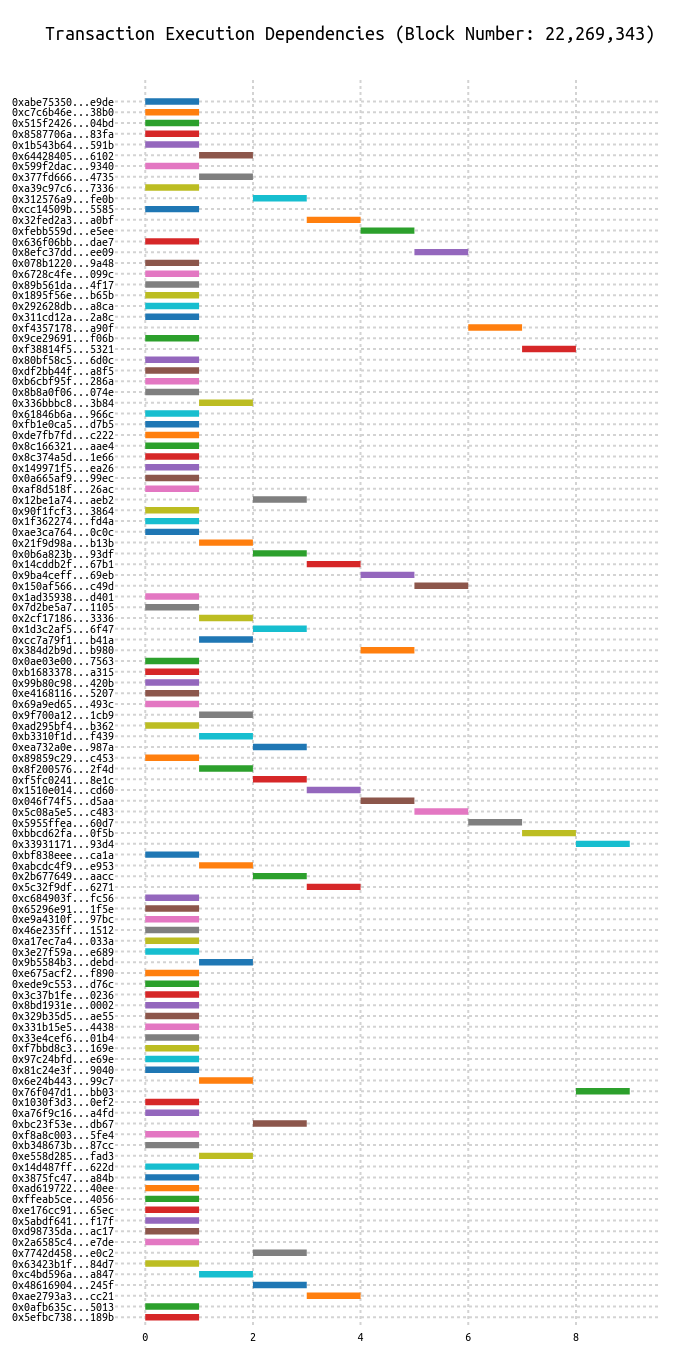 Transaction Execution Dependencies (Block Number: 22,269,343)
0xabe75350...e9de
0xc7c6b46e...38b0
0x515f2426...04bd
0x8587706a...83fa
0x1b543b64...591b
0x64428405...6102
0x599f2dac...9340
0x377fd666...4735
0xa39c97c6...7336
0x312576a9...fe0b
0xcc14509b...5585
0x32fed2a3...a0bf
0xfebb559d...e5ee
0x636f06bb...dae7
0x8efc37dd...ee09
0x078b1220...9a48
0x6728c4fe...099c
0x89b561da...4f17
0x1895f56e...b65b
0x292628db...a8ca
0x311cd12a...2a8c
0xf4357178...a90f
0x9ce29691...f06b
0xf38814f5...5321
0x80bf58c5...6d0c
0xdf2bb44f...a8f5
0xb6cbf95f...286a
0x8b8a0f06...074e
0x336bbbc8...3b84
0x61846b6a...966c
0xfb1e0ca5...d7b5
0xde7fb7fd...c222
0x8c166321...aae4
0x8c374a5d...1e66
0x149971f5...ea26
0x0a665af9...99ec
0xaf8d518f...26ac
0x12be1a74...aeb2
0x90f1fcf3...3864
0x1f362274...fd4a
0xae3ca764...0c0c
0x21f9d98a...b13b
0x0b6a823b...93df
0x14cddb2f...67b1
0x9ba4ceff...69eb
0x150af566...c49d
0x1ad35938...d401
0x7d2be5a7...1105
0x2cf17186...3336
0x1d3c2af5...6f47
0xcc7a79f1...b41a
0x384d2b9d...b980
0x0ae03e00...7563
0xb1683378...a315
0x99b80c98...420b
0xe4168116...5207
0x69a9ed65...493c
0x9f700a12...1cb9
0xad295bf4...b362
0xb3310f1d...f439
0xea732a0e...987a
0x89859c29...c453
0x8f200576...2f4d
0xf5fc0241...8e1c
0x1510e014...cd60
0x046f74f5...d5aa
0x5c08a5e5...c483
0x5955ffea...60d7
0xbbcd62fa...0f5b
0x33931171...93d4
0xbf838eee...ca1a
0xabcdc4f9...e953
0x2b677649...aacc
0x5c32f9df...6271
0xc684903f...fc56
0x65296e91...1f5e
0xe9a4310f...97bc
0x46e235ff...1512
0xa17ec7a4...033a
0x3e27f59a...e689
0x9b5584b3...debd
0xe675acf2...f890
0xede9c553...d76c
0x3c37b1fe...0236
0x8bd1931e...0002
0x329b35d5...ae55
0x331b15e5...4438
0x33e4cef6...01b4
0xf7bbd8c3...169e
0x97c24bfd...e69e
0x81c24e3f...9040
0x6e24b443...99c7
0x76f047d1...bb03
0x1030f3d3...0ef2
0xa76f9c16...a4fd
0xbc23f53e...db67
0xf8a8c003...5fe4
0xb348673b...87cc
0xe558d285...fad3
0x14d487ff...622d
0x3875fc47...a84b
0xad619722...40ee
0xffeab5ce...4056
0xe176cc91...65ec
0x5abdf641...f17f
0xd98735da...ac17
0x2a6585c4...e7de
0x7742d458...e0c2
0x63423b1f...84d7
0xc4bd596a...a847
0x48616904...245f
0xae2793a3...cc21
0x0afb635c...5013
0x5efbc738...189b
0 2 4 6 8